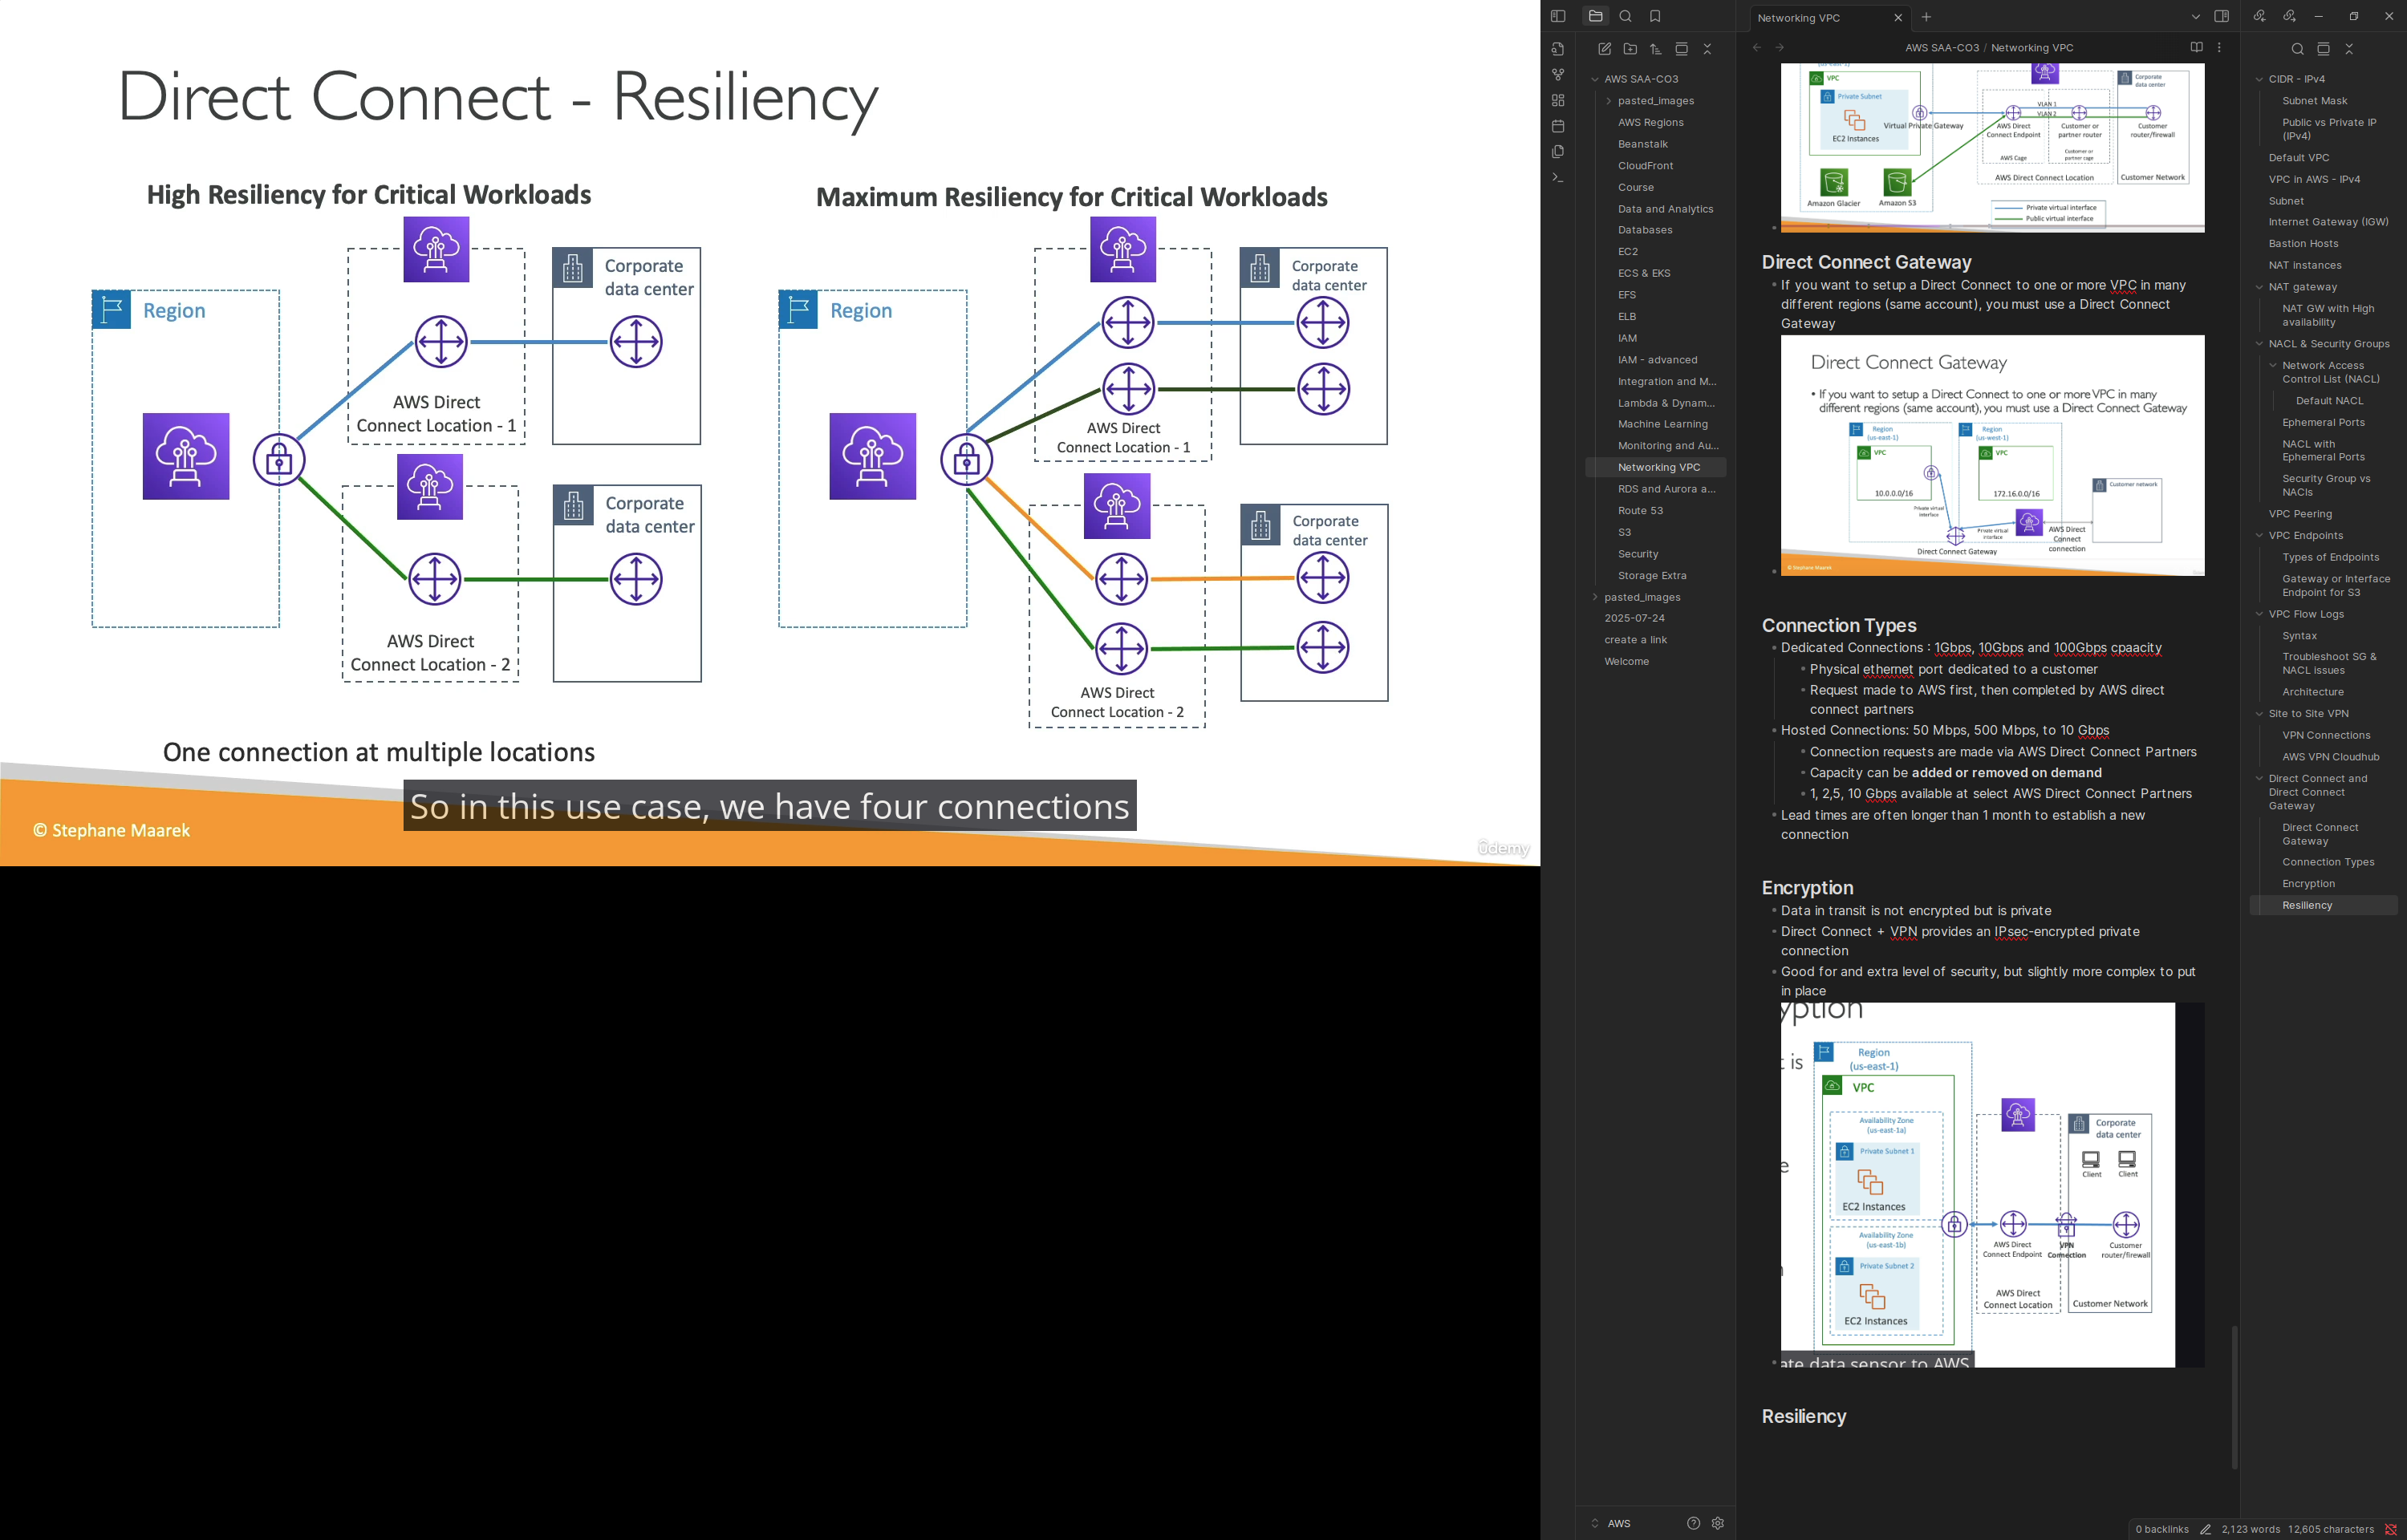 Direct Connect - Resiliency
High Resiliency for Critical Workloads
Maximum Resiliency for Critical Workloads
Region
Corporate
data center
AWS Direct
Connect Location - 1
Corporate
data center
AWS Direct
Connect Location - 2
One connection at multiple locations
Region
Corporate
data center
AWS Direct
Connect Location - 1
Corporate
data center
AWS Direct
Connect Location - 2
So in this use case, we have four connections
© Stephane Maarek
ûdemy
AWS SAA-CO3
pasted_images
AWS Regions
Beanstalk
CloudFront
Course
Data and Analytics
Databases
EC2
ECS & EKS
EFS
ELB
IAM
IAM - advanced
Integration and M...
Lambda & Dynam...
Machine Learning
Monitoring and Au...
Networking VPC
RDS and Aurora a...
Route 53
S3
Security
Storage Extra
pasted_images
2025-07-24
create a link
Welcome
AWS
Networking VPC
AWS SAA-CO3 / Networking VPC
VPC
Private Subnet
EC2 Instances
Virtual Private Gateway
VLAN 1
VLAN 2
AWS Direct
Connect Endpoint
Customer or
partner router
Customer
router/firewall
Corporate
data center
AWS Cage
Customer or
partner cage
AWS Direct Connect Location
Customer Network
Amazon Glacier
Amazon S3
Private virtual interface
Public virtual interface
Direct Connect Gateway
If you want to setup a Direct Connect to one or more VPC in many
different regions (same account), you must use a Direct Connect
Gateway
Direct Connect Gateway
• If you want to setup a Direct Connect to one or more VPC in many
different regions (same account), you must use a Direct Connect Gateway
Region
(us-east-1)
VPC
10.0.0.0/16
Region
(us-west-1)
VPC
172.16.0.0/16
Customer network
Private virtual
interface
Private virtual
interface
AWS Direct
Connect
connection
Direct Connect Gateway
© Stephane Maarek
Connection Types
Dedicated Connections : 1Gbps, 10Gbps and 100Gbps cpaacity
Physical ethernet port dedicated to a customer
Request made to AWS first, then completed by AWS direct
connect partners
Hosted Connections: 50 Mbps, 500 Mbps, to 10 Gbps
Connection requests are made via AWS Direct Connect Partners
Capacity can be added or removed on demand
1, 2,5, 10 Gbps available at select AWS Direct Connect Partners
Lead times are often longer than 1 month to establish a new
connection
Encryption
Data in transit is not encrypted but is private
Direct Connect + VPN provides an IPsec-encrypted private
connection
Good for and extra level of security, but slightly more complex to put
in place
yption
t is
e
Region
(us-east-1)
VPC
Availability Zone
(us-east-1a)
Private Subnet 1
EC2 Instances
Availability Zone
(us-east-1b)
Private Subnet 2
EC2 Instances
Corporate
data center
Client
Client
AWS Direct
Connect Endpoint
VPN
Connection
Customer
router/firewall
AWS Direct
Connect Location
Customer Network
ate data sensor to AWS
Resiliency
CIDR - IPv4
Subnet Mask
Public vs Private IP
(IPv4)
Default VPC
VPC in AWS - IPv4
Subnet
Internet Gateway (IGW)
Bastion Hosts
NAT Instances
NAT gateway
NAT GW with High
availability
NACL & Security Groups
Network Access
Control List (NACL)
Default NACL
Ephemeral Ports
NACL with
Ephemeral Ports
Security Group vs
NACls
VPC Peering
VPC Endpoints
Types of Endpoints
Gateway or Interface
Endpoint for S3
VPC Flow Logs
Syntax
Troubleshoot SG &
NACL issues
Architecture
Site to Site VPN
VPN Connections
AWS VPN Cloudhub
Direct Connect and
Direct Connect
Gateway
Direct Connect
Gateway
Connection Types
Encryption
Resiliency
0 backlinks
2,123 words
12,605 characters